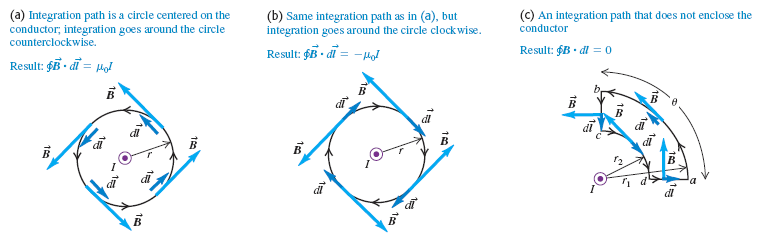 (a) Integration path is a circle centered on the
conductor; integration goes around the circle
counterclockwise.
Result: ∮B⃗ • dl⃗ = μ₀I
B⃗
dl⃗
dl⃗
B⃗
B⃗
r
I
dl⃗
dl⃗
B⃗
(b) Same integration path as in (a), but
integration goes around the circle clockwise.
Result: ∮B⃗ • dl⃗ = −μ₀I
B⃗
dl⃗
dl⃗
B⃗
B⃗
r
I
dl⃗
dl⃗
B⃗
(c) An integration path that does not enclose the
conductor
Result: ∮B⃗ • dl = 0
b
B⃗
B⃗
θ
B⃗
dl⃗
dl⃗
c
dl⃗
r₂
B⃗
I
r₁
d
a
dl⃗